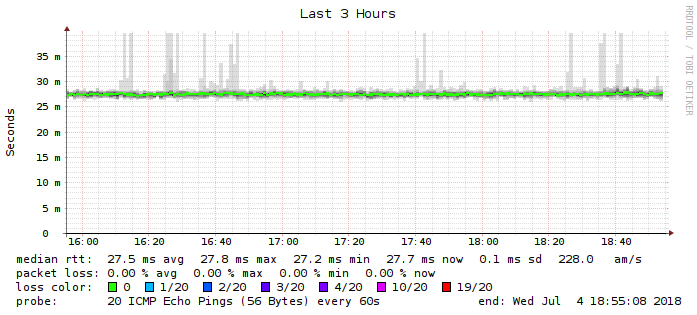 Last 3 Hours
RRDTOOL / TOBI OETIKER
Seconds
35 m
30 m
25 m
20 m
15 m
10 m
5 m
0
16:00 16:20 16:40 17:00 17:20 17:40 18:00 18:20 18:40
median rtt: 27.5 ms avg 27.8 ms max 27.2 ms min 27.7 ms now 0.1 ms sd 228.0 am/s
packet loss: 0.00 % avg 0.00 % max 0.00 % min 0.00 % now
loss color: 0 1/20 2/20 3/20 4/20 10/20 19/20
probe: 20 ICMP Echo Pings (56 Bytes) every 60s end: Wed Jul 4 18:55:08 2018